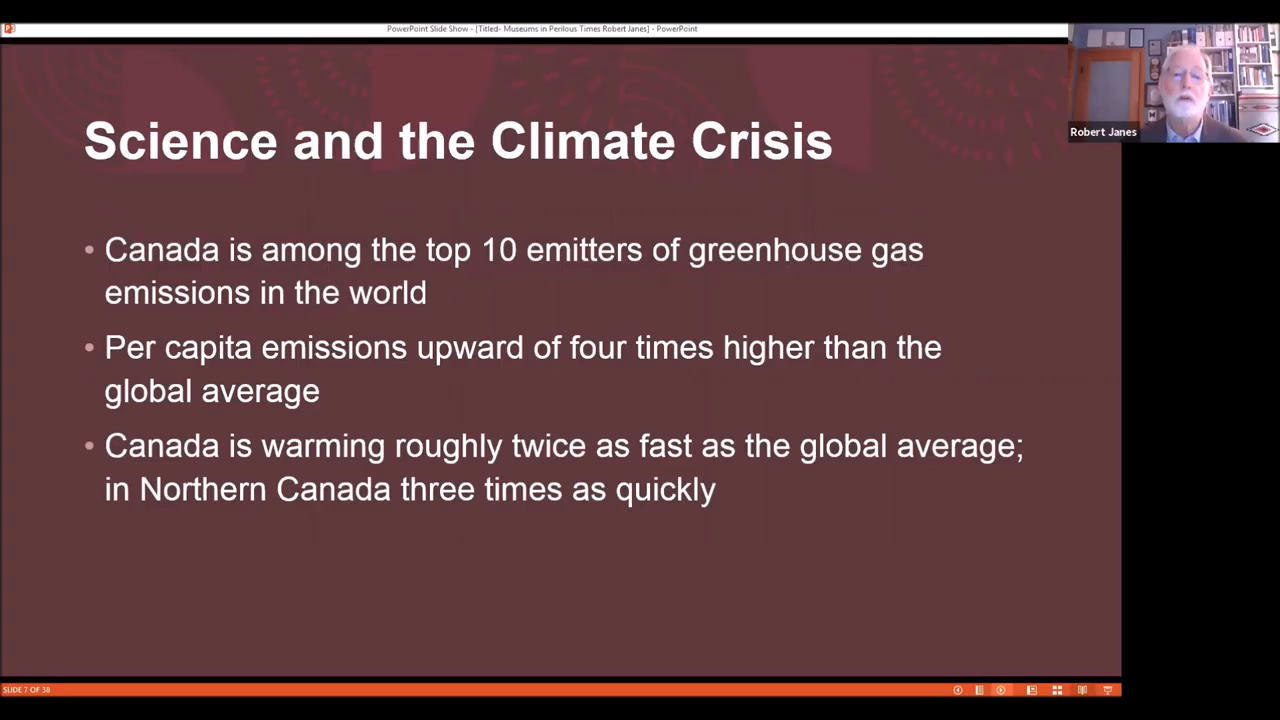 PowerPoint Slide Show - [Titled- Museums in Perilous Times Robert Janes] - PowerPoint
Robert Janes
Science and the Climate Crisis
• Canada is among the top 10 emitters of greenhouse gas
emissions in the world
• Per capita emissions upward of four times higher than the
global average
• Canada is warming roughly twice as fast as the global average;
in Northern Canada three times as quickly
SLIDE 7 OF 38